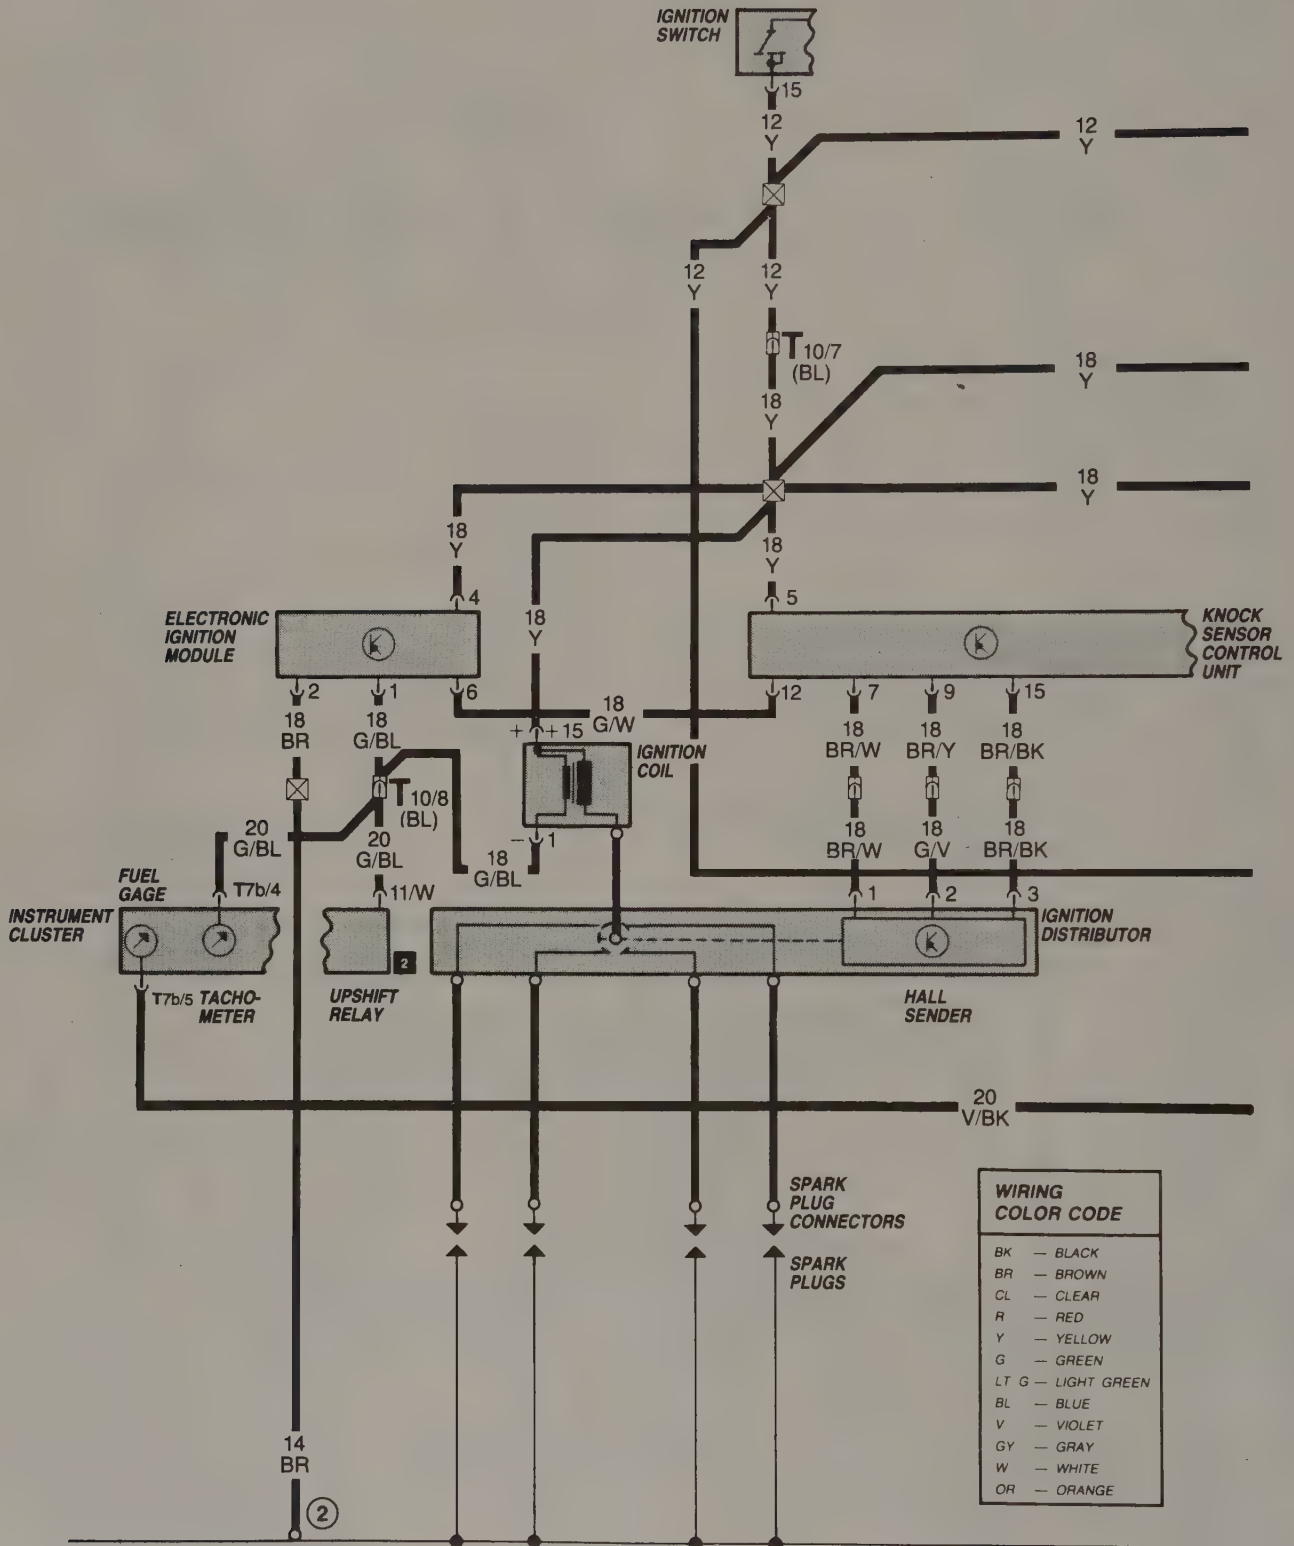 IGNITION
SWITCH
15
12
Y
12
Y
12
Y
12
Y
T10/7
(BL)
18
Y
18
Y
18
Y
18
Y
18
Y
18
Y
4
5
ELECTRONIC
IGNITION
MODULE
KNOCK
SENSOR
CONTROL
UNIT
2
1
6
12
7
9
15
18
BR
18
G/BL
18
G/W
18
BR/W
18
BR/Y
18
BR/BK
+
+15
IGNITION
COIL
T10/8
(BL)
20
G/BL
20
G/BL
18
G/BL
– 1
18
BR/W
18
G/V
18
BR/BK
FUEL
GAGE
T7b/4
11/W
1
2
3
INSTRUMENT
CLUSTER
IGNITION
DISTRIBUTOR
2
T7b/5
TACHO-
METER
UPSHIFT
RELAY
HALL
SENDER
20
V/BK
SPARK
PLUG
CONNECTORS
SPARK
PLUGS
WIRING
COLOR CODE
BK — BLACK
BR — BROWN
CL — CLEAR
R — RED
Y — YELLOW
G — GREEN
LT G — LIGHT GREEN
BL — BLUE
V — VIOLET
GY — GRAY
W — WHITE
OR — ORANGE
14
BR
2